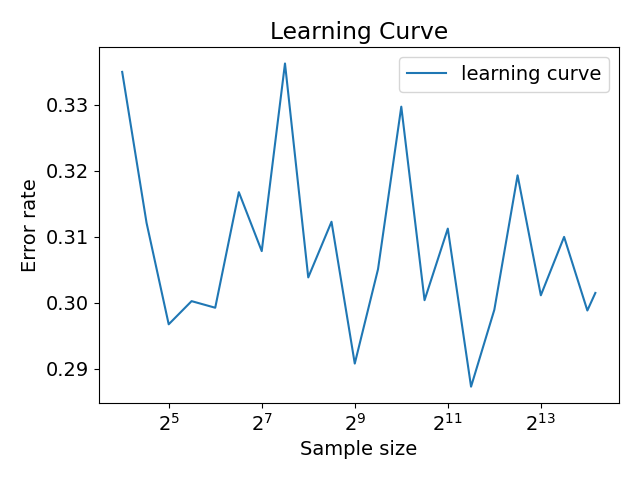 Learning Curve
learning curve
0.33
0.32
0.31
0.30
0.29
Error rate
2^5 2^7 2^9 2^11 2^13
Sample size